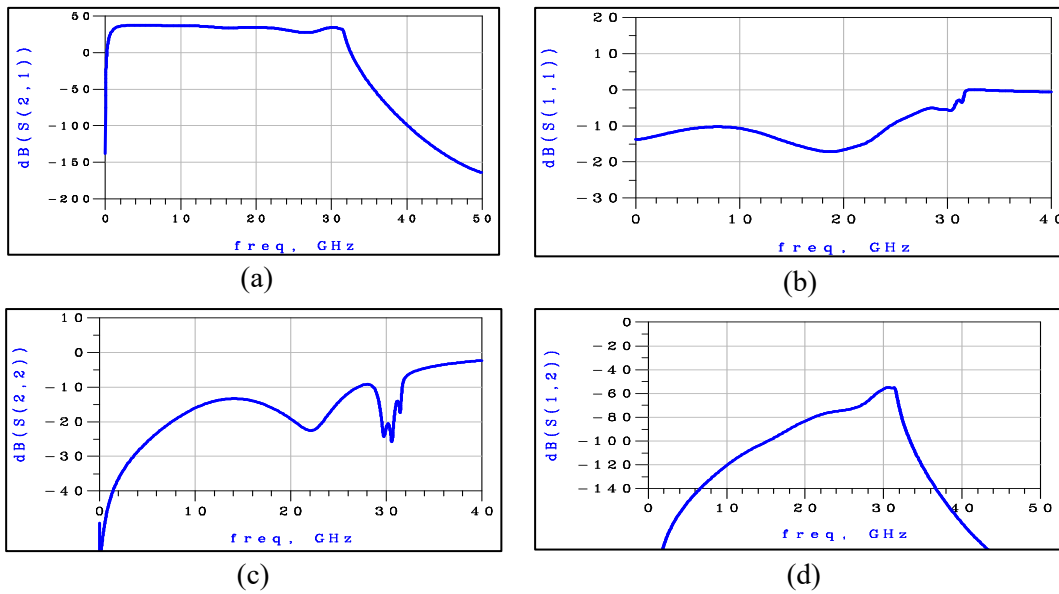 dB(S(2,1))
50
0
-50
-100
-150
-200
0 10 20 30 40 50
freq, GHz
(a)
dB(S(1,1))
20
10
0
-10
-20
-30
0 10 20 30 40
freq, GHz
(b)
dB(S(2,2))
10
0
-10
-20
-30
-40
0 10 20 30 40
freq, GHz
(c)
dB(S(1,2))
0
-20
-40
-60
-80
-100
-120
-140
0 10 20 30 40 50
freq, GHz
(d)